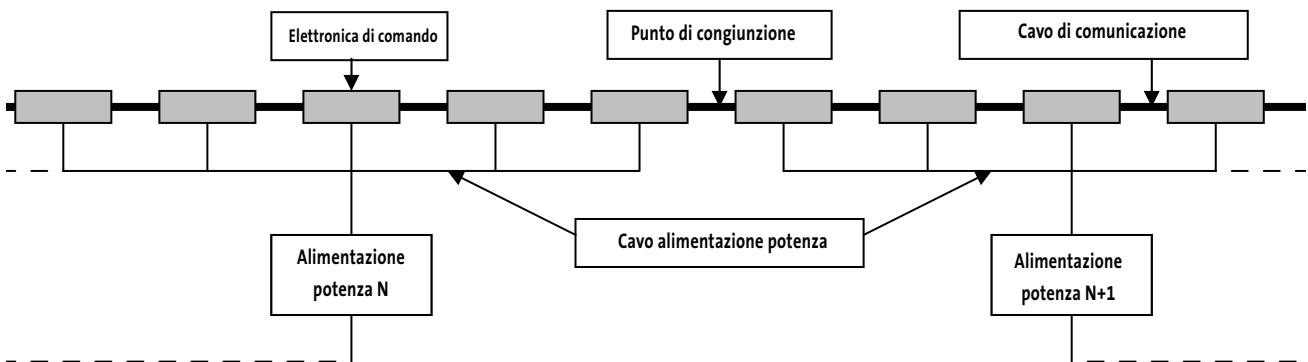 Elettronica di comando
Punto di congiunzione
Cavo di comunicazione
Cavo alimentazione potenza
Alimentazione
potenza N
Alimentazione
potenza N+1